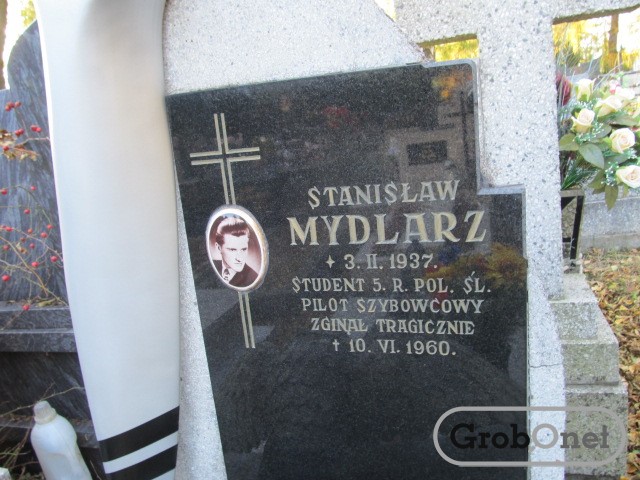 STANISŁAW
MYDLARZ
3. II. 1937.
STUDENT 5. R. POL. ŚL.
PILOT SZYBOWCOWY
ZGINĄŁ TRAGICZNIE
† 10. VI. 1960.
GrobOnet